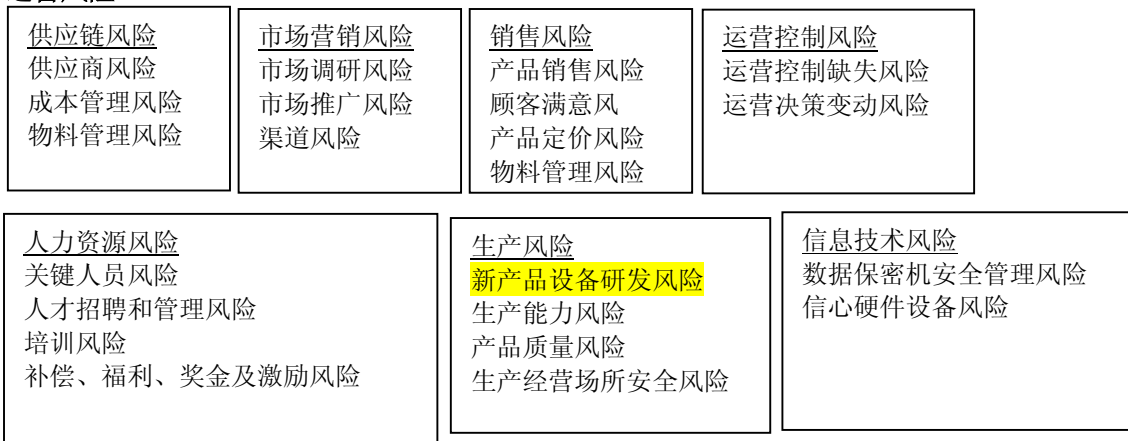 供应链风险
供应商风险
成本管理风险
物料管理风险
市场营销风险
市场调研风险
市场推广风险
渠道风险
销售风险
产品销售风险
顾客满意风
产品定价风险
物料管理风险
运营控制风险
运营控制缺失风险
运营决策变动风险
人力资源风险
关键人员风险
人才招聘和管理风险
培训风险
补偿、福利、奖金及激励风险
生产风险
新产品设备研发风险
生产能力风险
产品质量风险
生产经营场所安全风险
信息技术风险
数据保密机安全管理风险
信心硬件设备风险